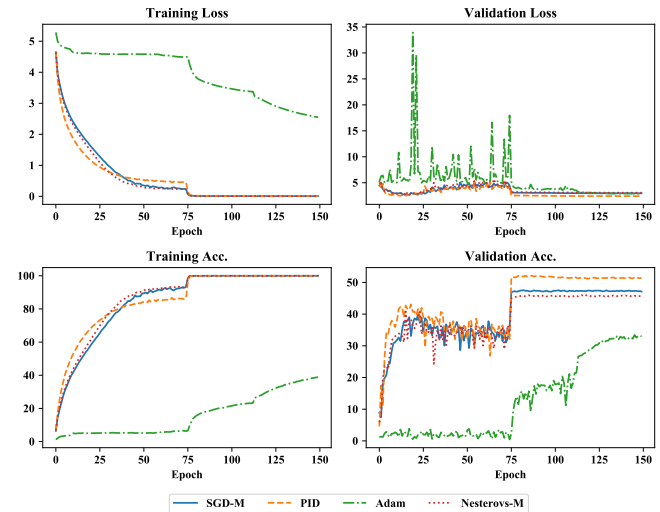 Training Loss
Validation Loss
5
4
3
2
1
0
0 25 50 75 100 125 150
Epoch
35
30
25
20
15
10
5
0 25 50 75 100 125 150
Epoch
Training Acc.
Validation Acc.
100
80
60
40
20
0
0 25 50 75 100 125 150
Epoch
50
40
30
20
10
0
0 25 50 75 100 125 150
Epoch
SGD-M PID Adam Nesterovs-M